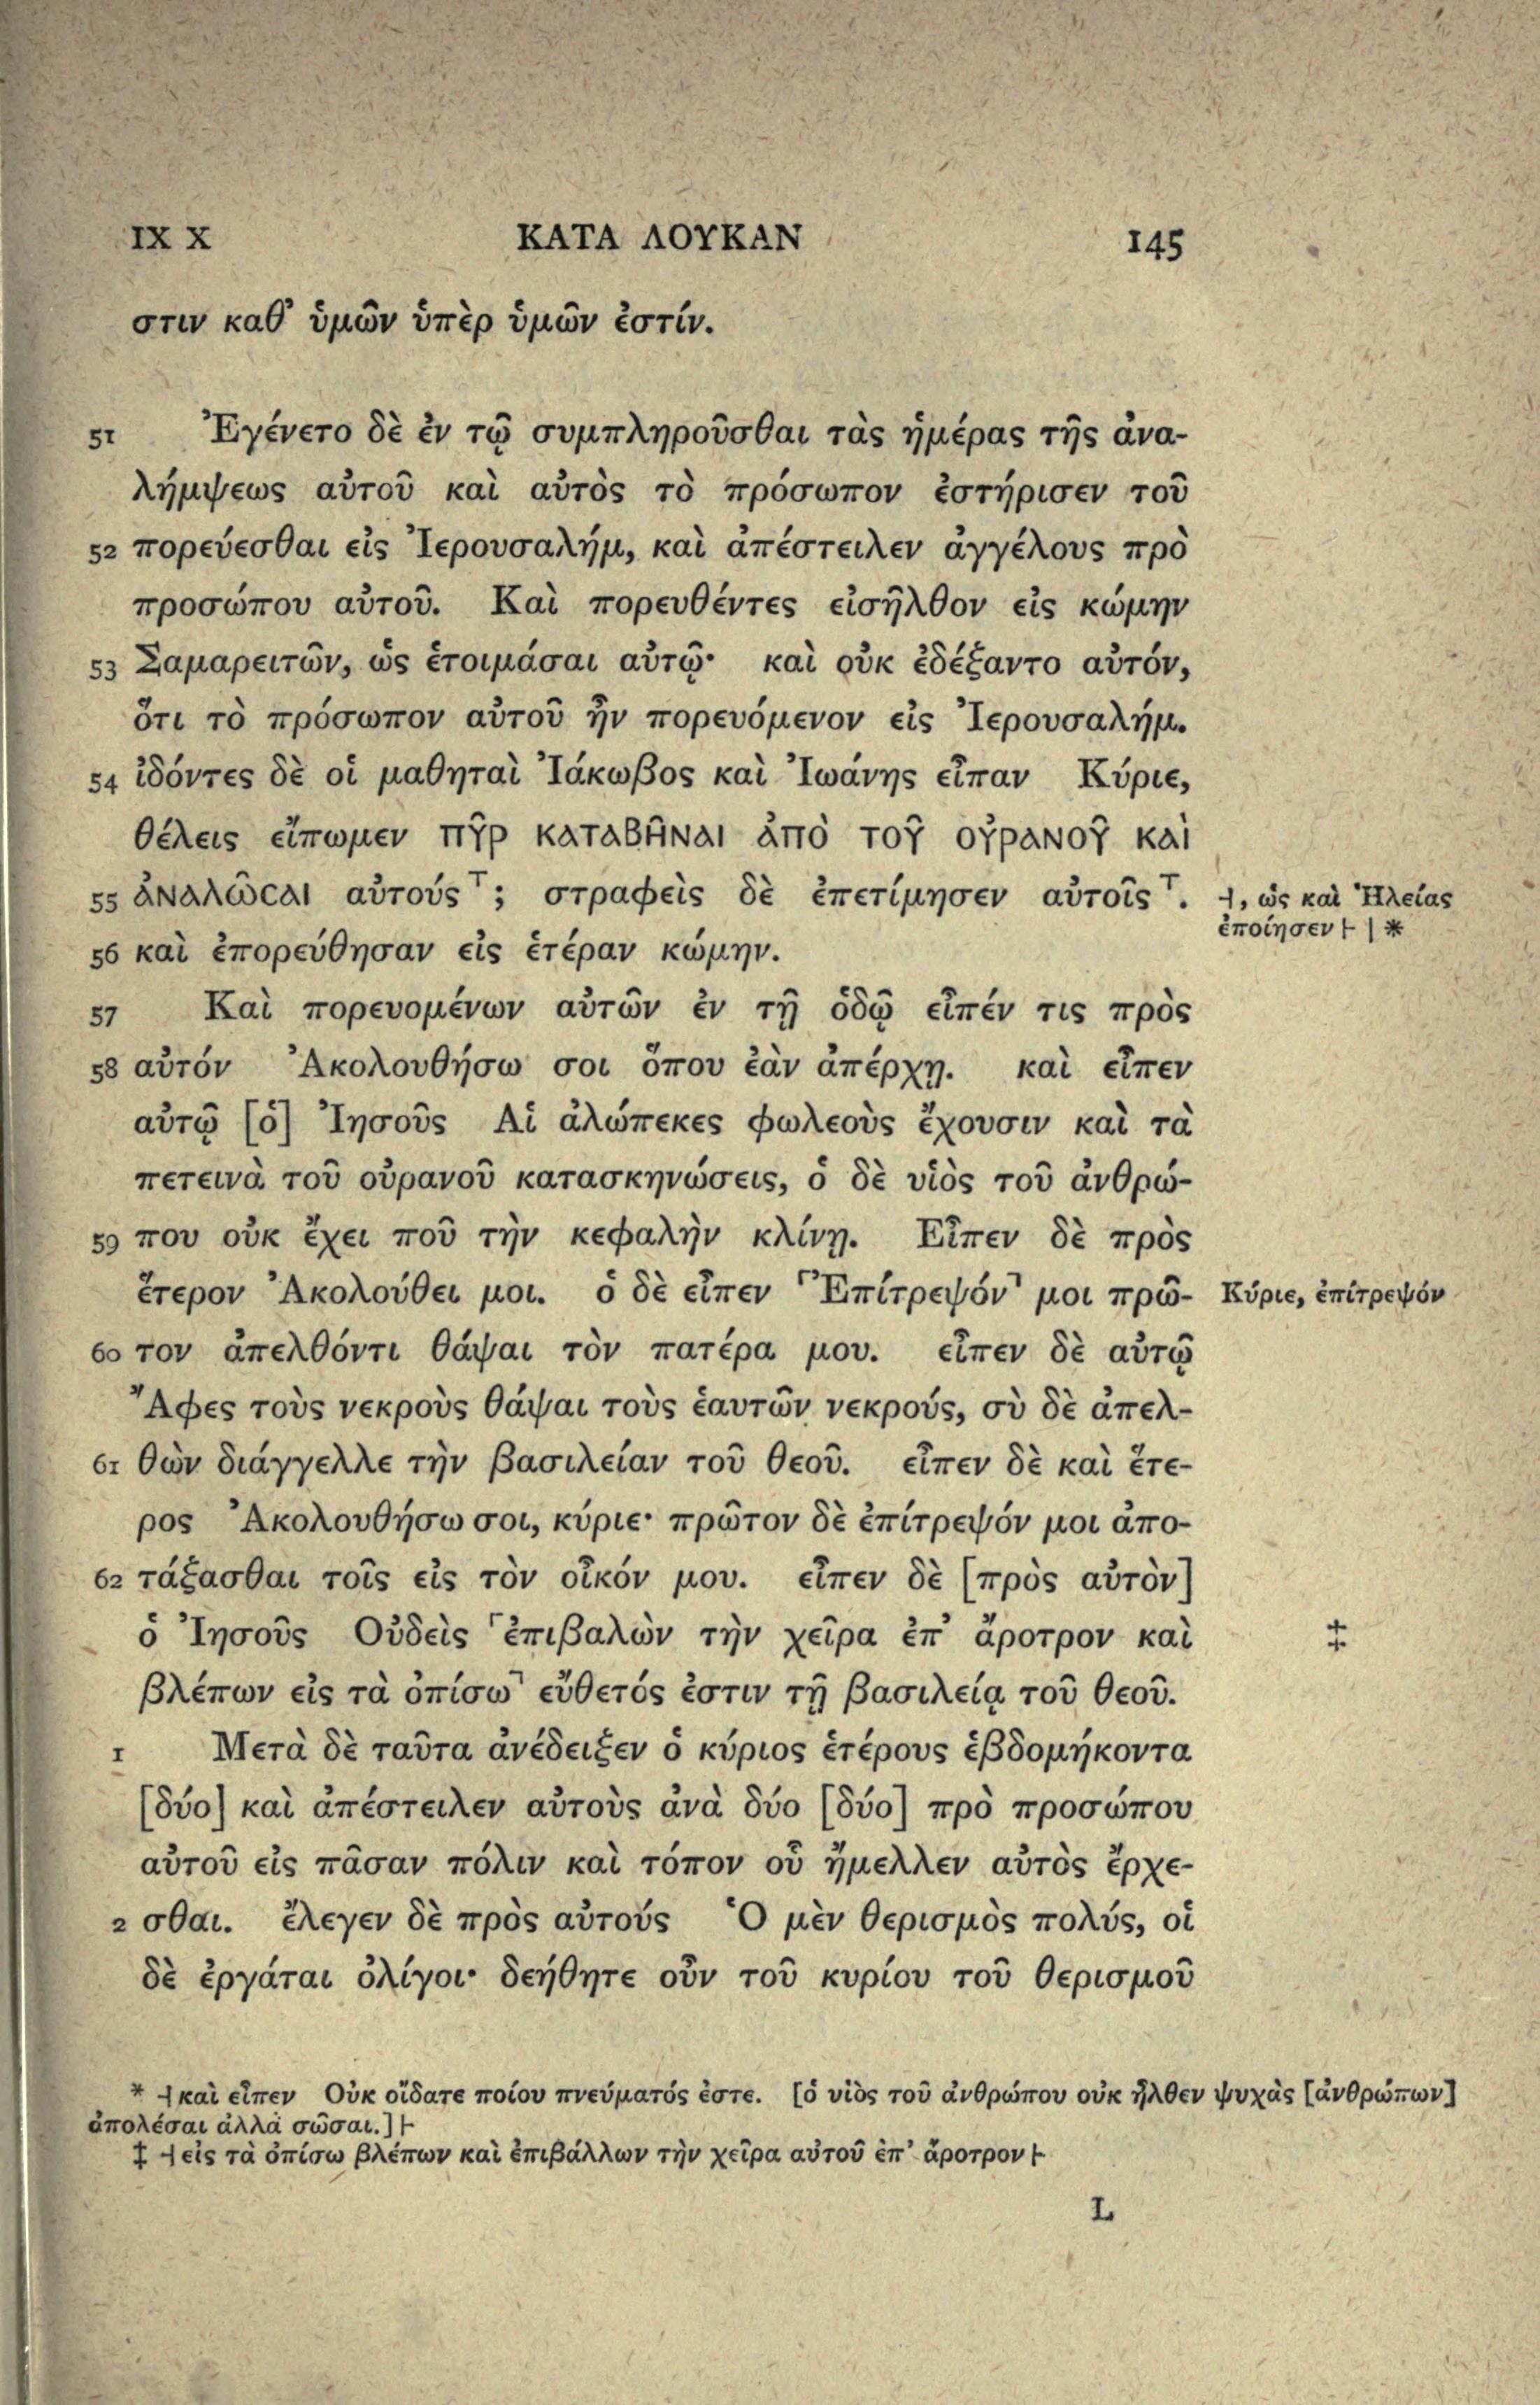 IX X ΚΑΤΑ ΛΟΥΚΑΝ 145
στιν καθ’ ὑμῶν ὑπὲρ ὑμῶν ἐστίν.
51 Ἐγένετο δὲ ἐν τῷ συμπληροῦσθαι τὰς ἡμέρας τῆς ἀνα-
λήμψεως αὐτοῦ καὶ αὐτὸς τὸ πρόσωπον ἐστήρισεν τοῦ
52 πορεύεσθαι εἰς Ἰερουσαλήμ, καὶ ἀπέστειλεν ἀγγέλους πρὸ
προσώπου αὐτοῦ. Καὶ πορευθέντες εἰσῆλθον εἰς κώμην
53 Σαμαρειτῶν, ὡς ἑτοιμάσαι αὐτῷ· καὶ οὐκ ἐδέξαντο αὐτόν,
ὅτι τὸ πρόσωπον αὐτοῦ ἦν πορευόμενον εἰς Ἰερουσαλήμ.
54 ἰδόντες δὲ οἱ μαθηταὶ Ἰάκωβος καὶ Ἰωάνης εἶπαν Κύριε,
θέλεις εἴπωμεν πῦρ καταβῆναι ἀπὸ τοῦ οὐρανοῦ καὶ
55 ἀναλῶσαι αὐτούς⊤; στραφεὶς δὲ ἐπετίμησεν αὐτοῖς⊤. ⊣, ὡς καὶ Ἡλείας
ἐποίησεν⊢ | *
56 καὶ ἐπορεύθησαν εἰς ἑτέραν κώμην.
57 Καὶ πορευομένων αὐτῶν ἐν τῇ ὁδῷ εἶπέν τις πρὸς
58 αὐτόν Ἀκολουθήσω σοι ὅπου ἐὰν ἀπέρχῃ. καὶ εἶπεν
αὐτῷ [ὁ] Ἰησοῦς Αἱ ἀλώπεκες φωλεοὺς ἔχουσιν καὶ τὰ
πετεινὰ τοῦ οὐρανοῦ κατασκηνώσεις, ὁ δὲ υἱὸς τοῦ ἀνθρώ-
59 που οὐκ ἔχει ποῦ τὴν κεφαλὴν κλίνῃ. Εἶπεν δὲ πρὸς
ἕτερον Ἀκολούθει μοι. ὁ δὲ εἶπεν ⌜Ἐπίτρεψόν⌝ μοι πρῶ- Κύριε, ἐπίτρεψόν
60 τον ἀπελθόντι θάψαι τὸν πατέρα μου. εἶπεν δὲ αὐτῷ
Ἄφες τοὺς νεκροὺς θάψαι τοὺς ἑαυτῶν νεκρούς, σὺ δὲ ἀπελ-
61 θὼν διάγγελλε τὴν βασιλείαν τοῦ θεοῦ. εἶπεν δὲ καὶ ἕτε-
ρος Ἀκολουθήσω σοι, κύριε· πρῶτον δὲ ἐπίτρεψόν μοι ἀπο-
62 τάξασθαι τοῖς εἰς τὸν οἶκόν μου. εἶπεν δὲ [πρὸς αὐτὸν]
ὁ Ἰησοῦς Οὐδεὶς ⌜ἐπιβαλὼν τὴν χεῖρα ἐπ’ ἄροτρον καὶ ‡
βλέπων εἰς τὰ ὀπίσω⌝ εὔθετός ἐστιν τῇ βασιλείᾳ τοῦ θεοῦ.
1 Μετὰ δὲ ταῦτα ἀνέδειξεν ὁ κύριος ἑτέρους ἑβδομήκοντα
[δύο] καὶ ἀπέστειλεν αὐτοὺς ἀνὰ δύο [δύο] πρὸ προσώπου
αὐτοῦ εἰς πᾶσαν πόλιν καὶ τόπον οὗ ἤμελλεν αὐτὸς ἔρχε-
2 σθαι. ἔλεγεν δὲ πρὸς αὐτούς Ὁ μὲν θερισμὸς πολύς, οἱ
δὲ ἐργάται ὀλίγοι· δεήθητε οὖν τοῦ κυρίου τοῦ θερισμοῦ
* ⊣καὶ εἶπεν Οὐκ οἴδατε ποίου πνεύματός ἐστε. [ὁ υἱὸς τοῦ ἀνθρώπου οὐκ ἦλθεν ψυχὰς [ἀνθρώπων]
ἀπολέσαι ἀλλὰ σῶσαι.]⊢
‡ ⊣εἰς τὰ ὀπίσω βλέπων καὶ ἐπιβάλλων τὴν χεῖρα αὐτοῦ ἐπ’ ἄροτρον⊢
L